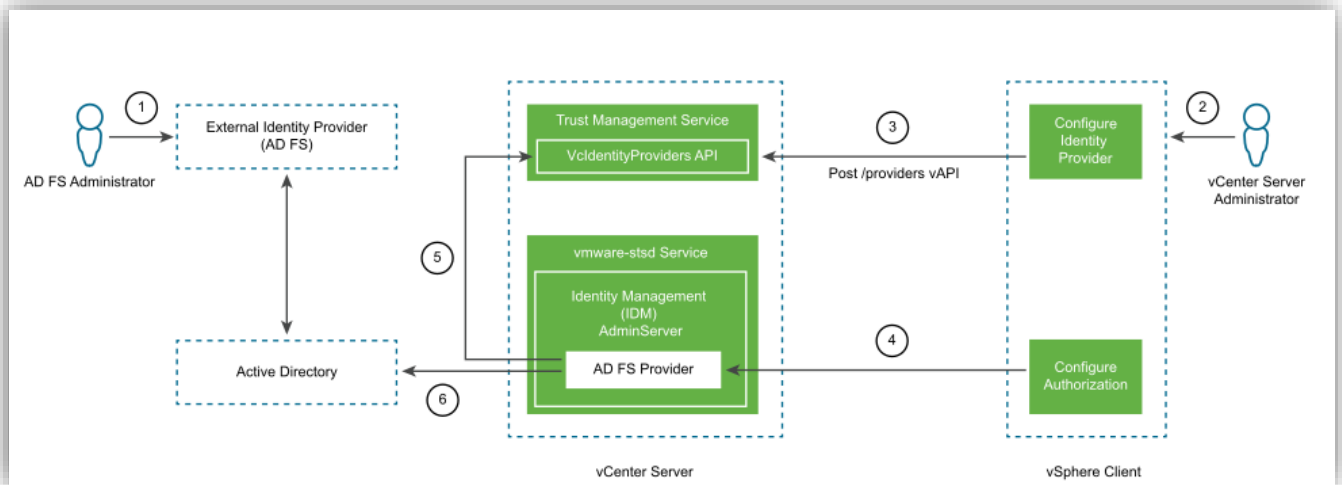 1
External Identity Provider
(AD FS)
AD FS Administrator
5
Active Directory
6
Trust Management Service
VcIdentityProviders API
vmware-stsd Service
Identity Management
(IDM)
AdminServer
AD FS Provider
vCenter Server
3
Post /providers vAPI
4
Configure
Identity
Provider
Configure
Authorization
vSphere Client
2
vCenter Server
Administrator